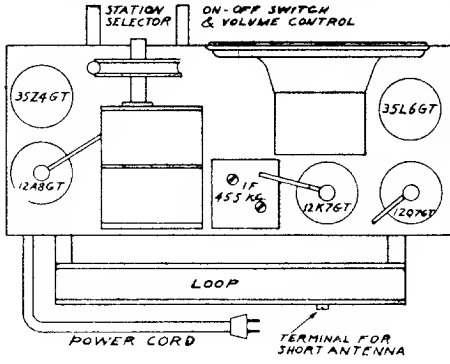 STATION
SELECTOR
ON-OFF SWITCH
& VOLUME CONTROL
35Z4GT
35L6GT
12A8GT
IF
455 KC
12K7GT
12Q7GT
LOOP
POWER CORD
TERMINAL FOR
SHORT ANTENNA